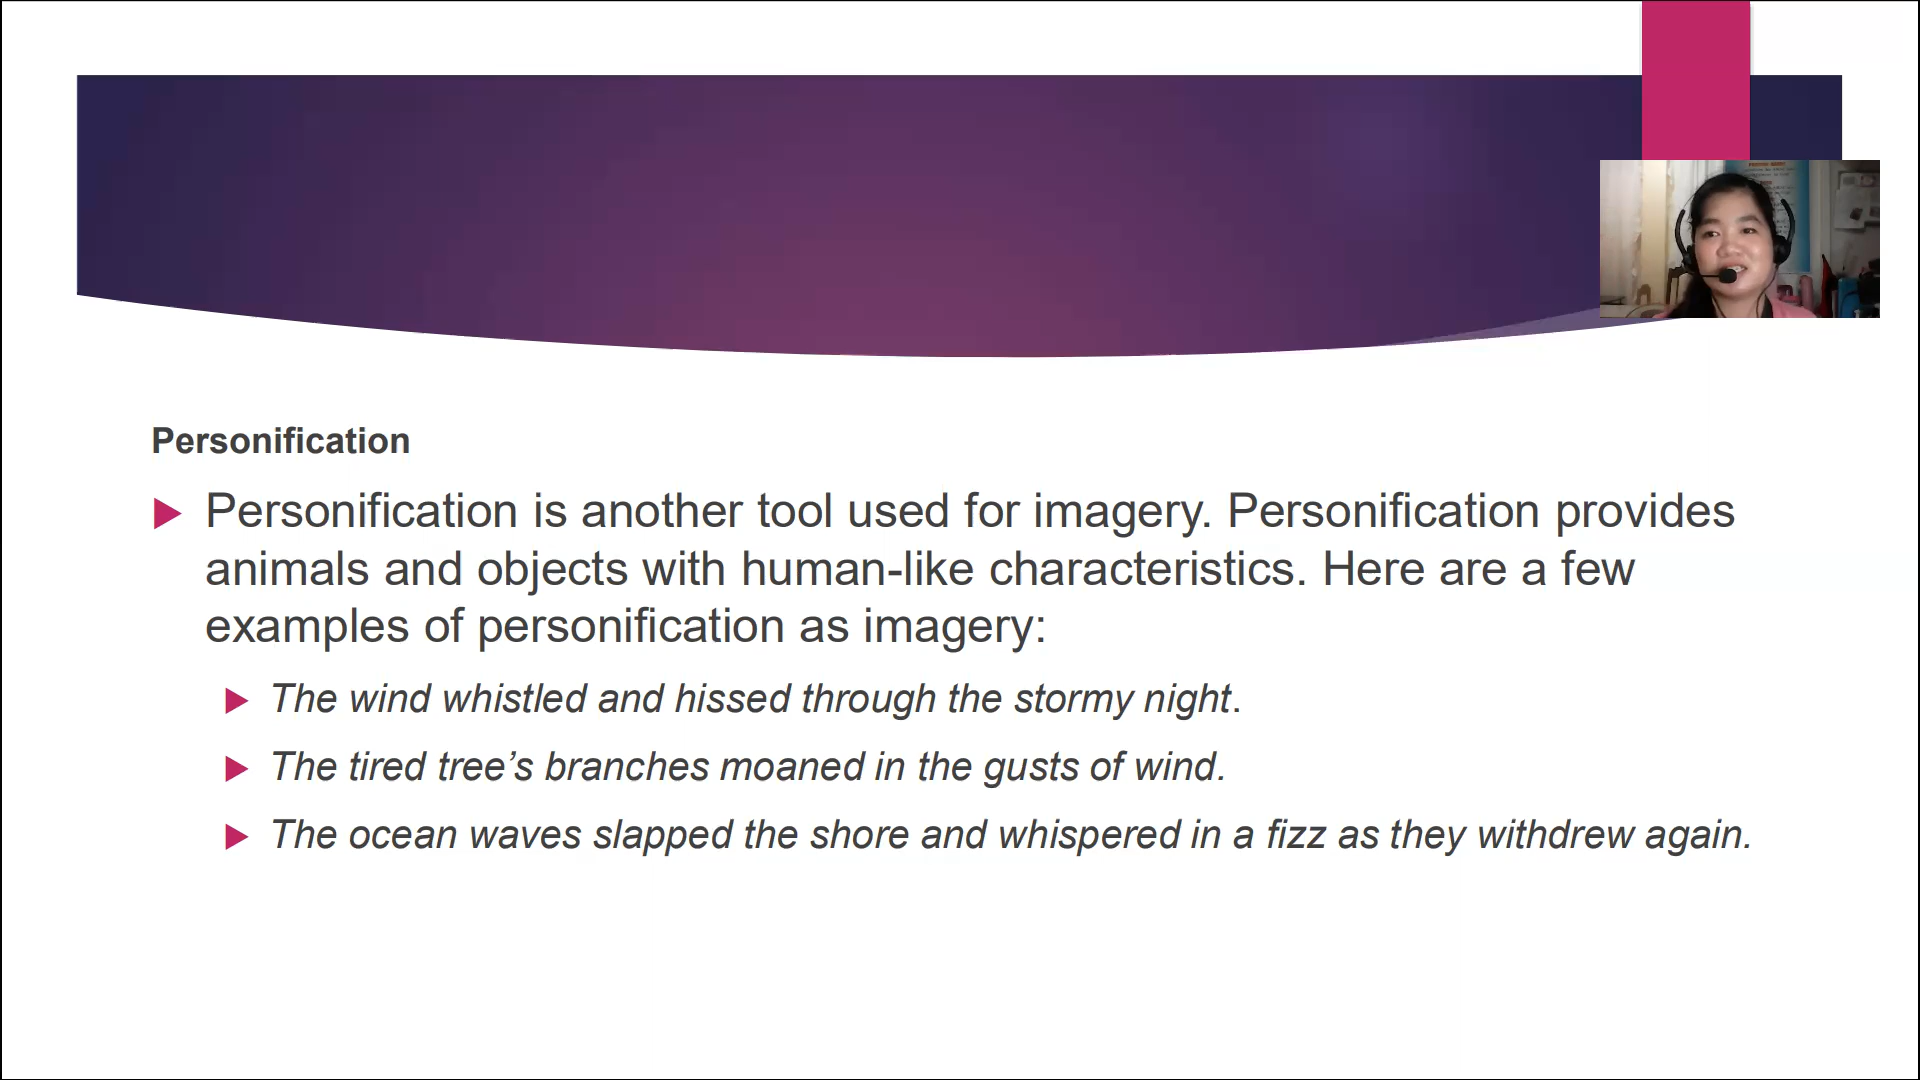 Personification
Personification is another tool used for imagery. Personification provides
animals and objects with human-like characteristics. Here are a few
examples of personification as imagery:
The wind whistled and hissed through the stormy night.
The tired tree’s branches moaned in the gusts of wind.
The ocean waves slapped the shore and whispered in a fizz as they withdrew again.